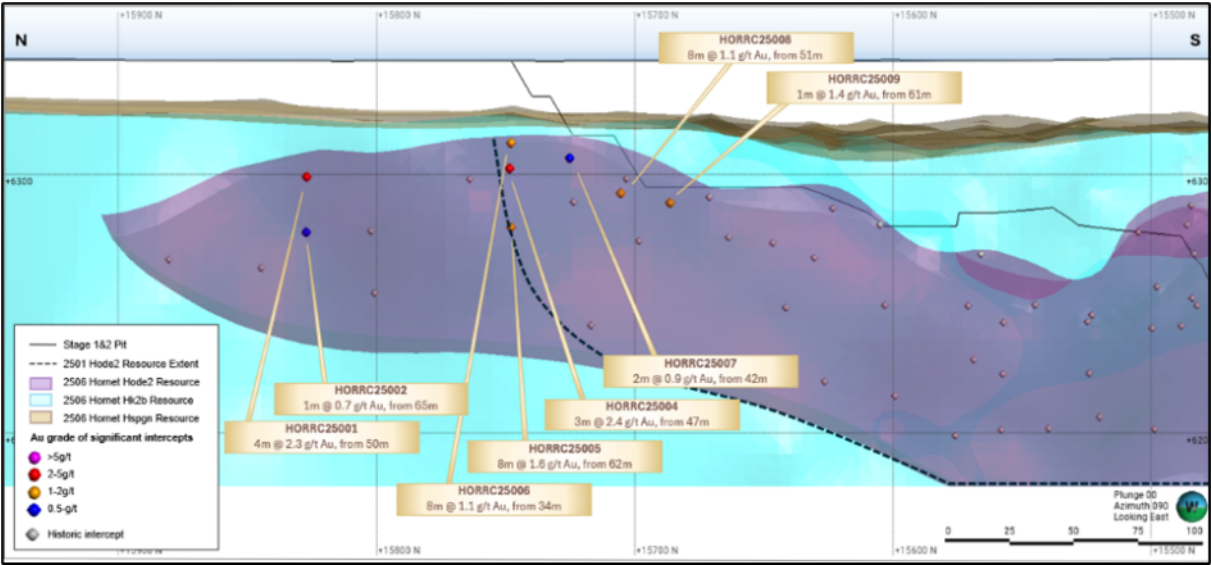 +15900 N
+15800 N
+15700 N
+15600 N
+15500 N
N
S
HORRC25008
8m @ 1.1 g/t Au, from 51m
HORRC25009
1m @ 1.4 g/t Au, from 61m
+6300
+630
Stage 1&2 Pit
2501 Hode2 Resource Extent
2506 Hornet Hode2 Resource
2506 Hornet Hk2b Resource
2506 Hornet Hspgn Resource
Au grade of significant intercepts
>5g/t
2-5g/t
1-2g/t
0.5-g/t
Historic intercept
HORRC25007
2m @ 0.9 g/t Au, from 42m
HORRC25002
1m @ 0.7 g/t Au, from 65m
HORRC25004
3m @ 2.4 g/t Au, from 47m
HORRC25001
4m @ 2.3 g/t Au, from 50m
HORRC25005
8m @ 1.6 g/t Au, from 62m
HORRC25006
8m @ 1.1 g/t Au, from 34m
+620
Plunge 00
Azimuth 090
Looking East
W
0 25 50 75 100
+15900 N
+15800 N
+15700 N
+15600 N
+15500 N